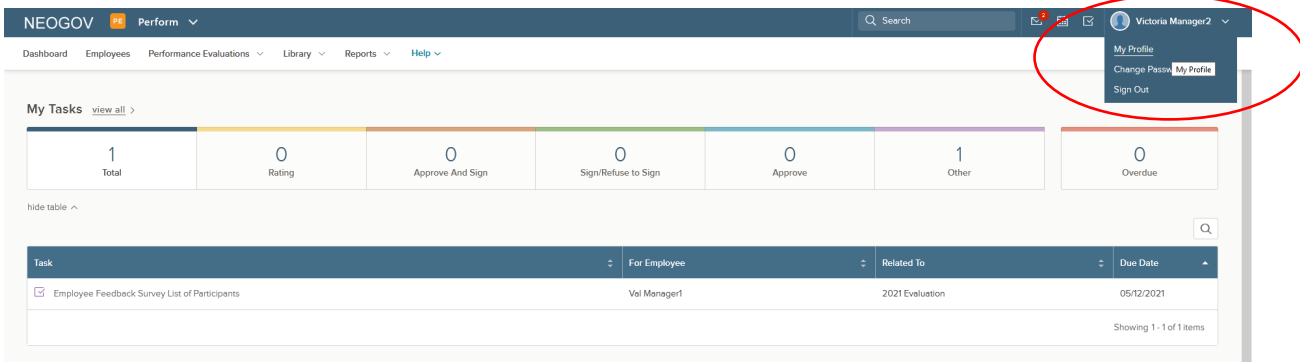 NEOGOV PE Perform Search 2 Victoria Manager2
Dashboard Employees Performance Evaluations Library Reports Help
My Profile
Change Passw My Profile
Sign Out
My Tasks view all >
1 0 0 0 0 1 0
Total Rating Approve And Sign Sign/Refuse to Sign Approve Other Overdue
hide table
Task For Employee Related To Due Date
Employee Feedback Survey List of Participants Val Manager1 2021 Evaluation 05/12/2021
Showing 1 - 1 of 1 items